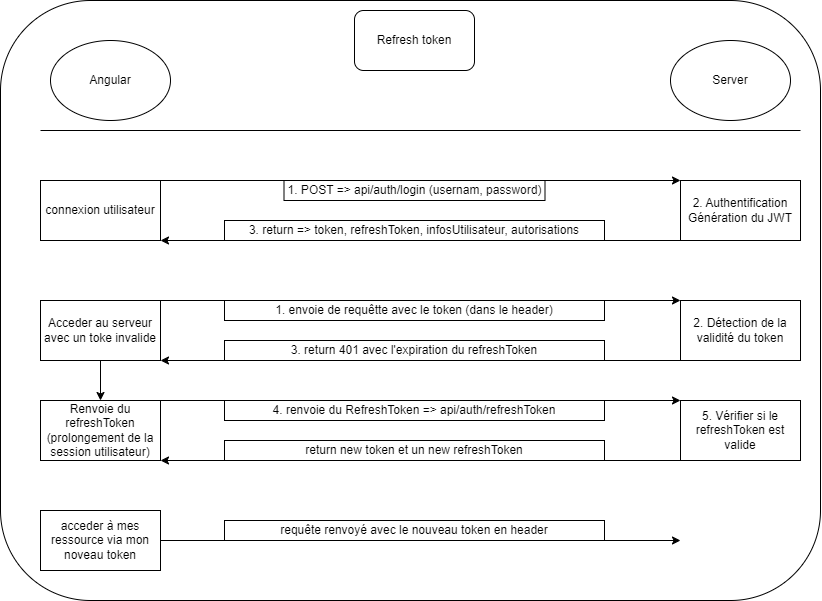 Refresh token
Angular
Server
connexion utilisateur
1. POST => api/auth/login (usernam, password)
2. Authentification
Génération du JWT
3. return => token, refreshToken, infosUtilisateur, autorisations
Acceder au serveur
avec un toke invalide
1. envoie de requêtte avec le token (dans le header)
2. Détection de la
validité du token
3. return 401 avec l'expiration du refreshToken
Renvoie du
refreshToken
(prolongement de la
session utilisateur)
4. renvoie du RefreshToken => api/auth/refreshToken
5. Vérifier si le
refreshToken est
valide
return new token et un new refreshToken
acceder à mes
ressource via mon
noveau token
requête renvoyé avec le nouveau token en header